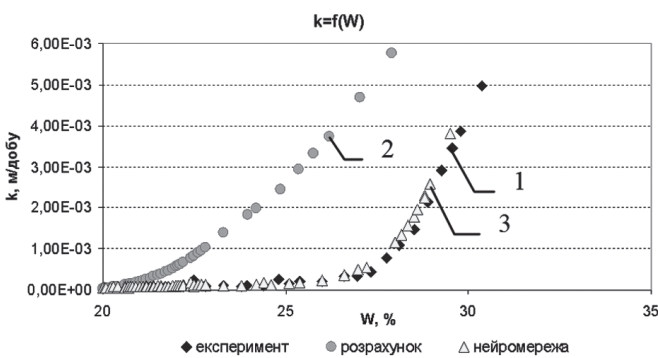 k=f(W)
6,00E-03
5,00E-03
4,00E-03
3,00E-03
2,00E-03
1,00E-03
0,00E+00
k, м/добу
2
1
3
20
25
30
35
W, %
експеримент
розрахунок
нейромережа